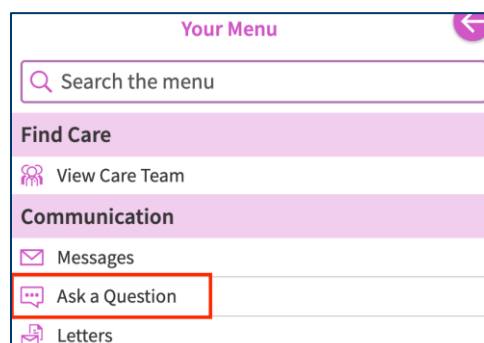 Your Menu
Search the menu
Find Care
View Care Team
Communication
Messages
Ask a Question
Letters